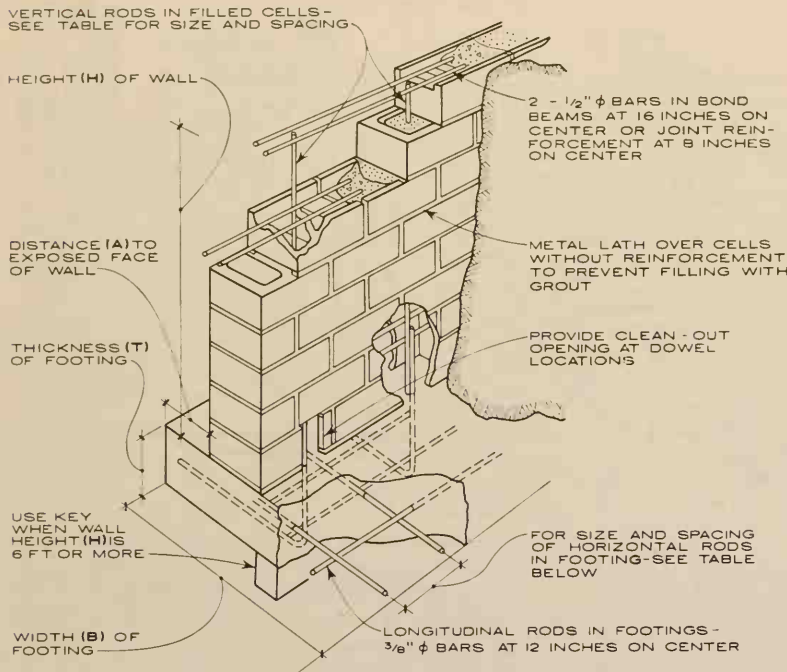 VERTICAL RODS IN FILLED CELLS-
SEE TABLE FOR SIZE AND SPACING
HEIGHT (H) OF WALL
2 - 1/2" ϕ BARS IN BOND
BEAMS AT 16 INCHES ON
CENTER OR JOINT REIN-
FORCEMENT AT 8 INCHES
ON CENTER
DISTANCE (A) TO
EXPOSED FACE
OF WALL
METAL LATH OVER CELLS
WITHOUT REINFORCEMENT
TO PREVENT FILLING WITH
GROUT
THICKNESS (T)
OF FOOTING
PROVIDE CLEAN-OUT
OPENING AT DOWEL
LOCATIONS
USE KEY
WHEN WALL
HEIGHT (H) IS
6 FT OR MORE
FOR SIZE AND SPACING
OF HORIZONTAL RODS
IN FOOTING-SEE TABLE
BELOW
WIDTH (B) OF
FOOTING
LONGITUDINAL RODS IN FOOTINGS-
3/8" ϕ BARS AT 12 INCHES ON CENTER